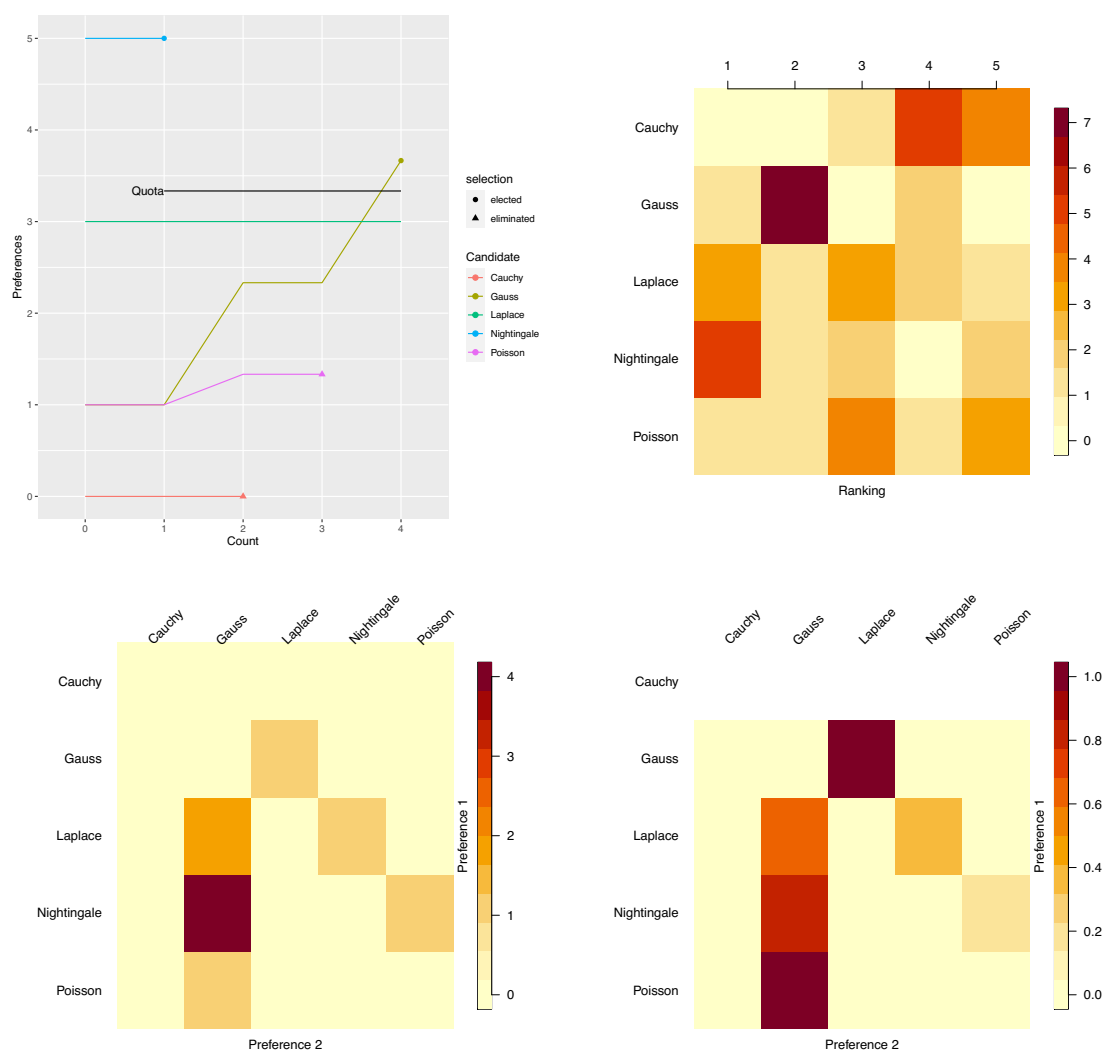 5
4
3
2
1
0
Preferences
Quota
0 1 2 3 4
Count
selection
elected
eliminated
Candidate
Cauchy
Gauss
Laplace
Nightingale
Poisson
1 2 3 4 5
Cauchy
Gauss
Laplace
Nightingale
Poisson
Ranking
7
6
5
4
3
2
1
0
Cauchy Gauss Laplace Nightingale Poisson
Cauchy
Gauss
Laplace
Nightingale
Poisson
Preference 2
Preference 1
4
3
2
1
0
Cauchy Gauss Laplace Nightingale Poisson
Cauchy
Gauss
Laplace
Nightingale
Poisson
Preference 2
Preference 1
1.0
0.8
0.6
0.4
0.2
0.0